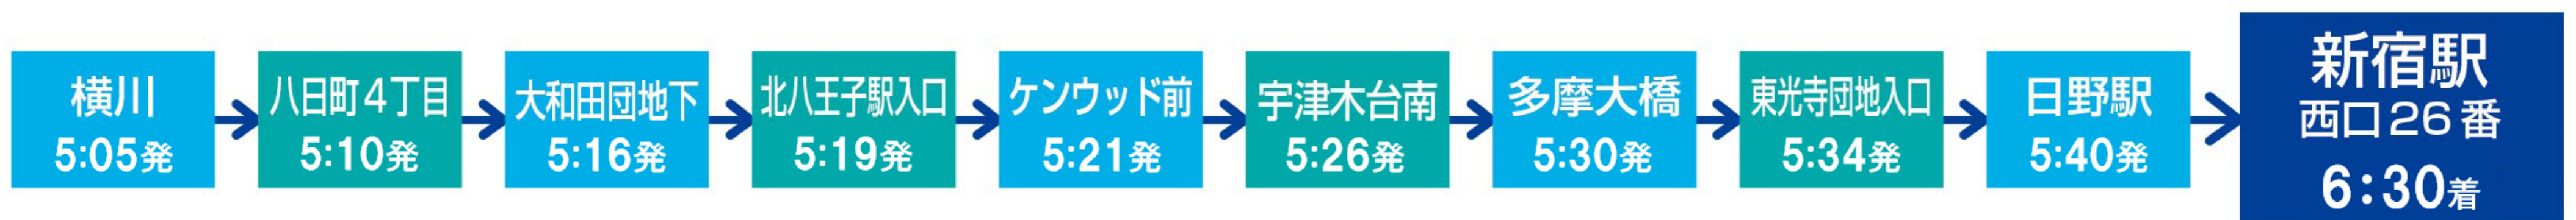 横川
5:05発
八日町4丁目
5:10発
大和田団地下
5:16発
北八王子駅入口
5:19発
ケンウッド前
5:21発
宇津木台南
5:26発
多摩大橋
5:30発
東光寺団地入口
5:34発
日野駅
5:40発
新宿駅
西口26番
6:30着